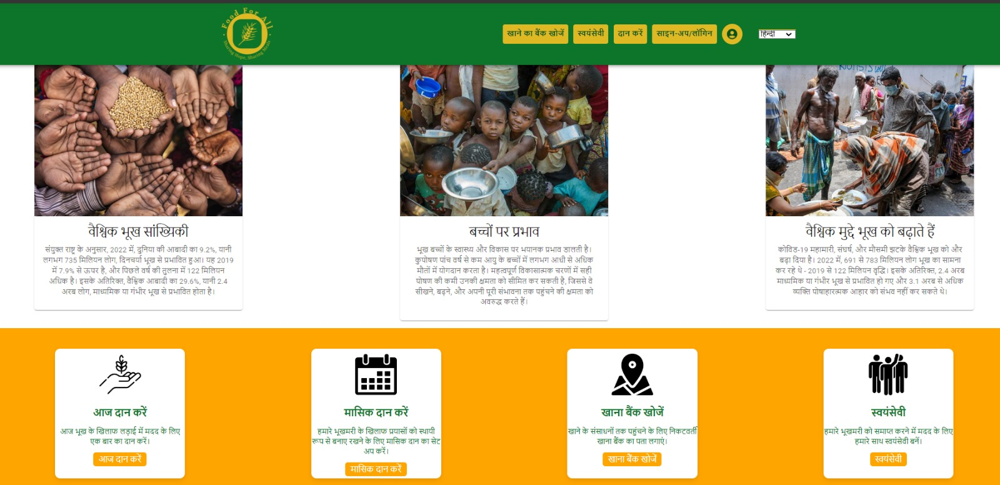 Food For All
Sharing Hope, Sharing Meals
खाने का बैंक खोजें
स्वयंसेवी
दान करें
साइन-अप/लॉगिन
हिन्दी
वैश्विक भूख सांख्यिकी
संयुक्त राष्ट्र के अनुसार, 2022 में, दुनिया की आबादी का 9.2%, यानी
लगभग 735 मिलियन लोग, दिनचर्या भूख से प्रभावित हुआ। यह 2019
में 7.9% से ऊपर है, और पिछले वर्ष की तुलना में 122 मिलियन
अधिक है। इसके अतिरिक्त, वैश्विक आबादी का 29.6%, यानी 2.4
अरब लोग, माध्यमिक या गंभीर भूख से प्रभावित होता है।
बच्चों पर प्रभाव
भूख बच्चों के स्वास्थ्य और विकास पर भयानक प्रभाव डालती है।
कुपोषण पांच वर्ष से कम आयु के बच्चों में लगभग आधी से अधिक
मौतों में योगदान करता है। महत्वपूर्ण विकासात्मक चरणों में सही
पोषण की कमी उनकी क्षमता को सीमित कर सकती है, जिससे वे
सीखने, बढ़ने, और अपनी पूरी संभावना तक पहुंचने की क्षमता को
अवरुद्ध करते हैं।
वैश्विक मुद्दे भूख को बढ़ाते हैं
कोविड-19 महामारी, संघर्ष, और मौसमी झटके वैश्विक भूख को और
बढ़ा दिया है। 2022 में, 691 से 783 मिलियन लोग भूख का सामना
कर रहे थे - 2019 से 122 मिलियन वृद्धि। इसके अतिरिक्त, 2.4 अरब
माध्यमिक या गंभीर भूख से प्रभावित हो गए और 3.1 अरब से अधिक
व्यक्ति पोषाहारत्मक आहार को संभव नहीं कर सकते थे।
आज दान करें
आज भूख के खिलाफ लड़ाई में मदद के लिए
एक बार का दान करें।
आज दान करें
मासिक दान करें
हमारे भूखमरी के खिलाफ प्रयासों को स्थायी
रूप से बनाए रखने के लिए मासिक दान का सेट
अप करें।
मासिक दान करें
खाना बैंक खोजें
खाने के संसाधनों तक पहुंचने के लिए निकटवर्ती
खाना बैंक का पता लगाएं।
खाना बैंक खोजें
स्वयंसेवी
हमारे भूखमरी को समाप्त करने में मदद के लिए
हमारे साथ स्वयंसेवी बनें।
स्वयंसेवी